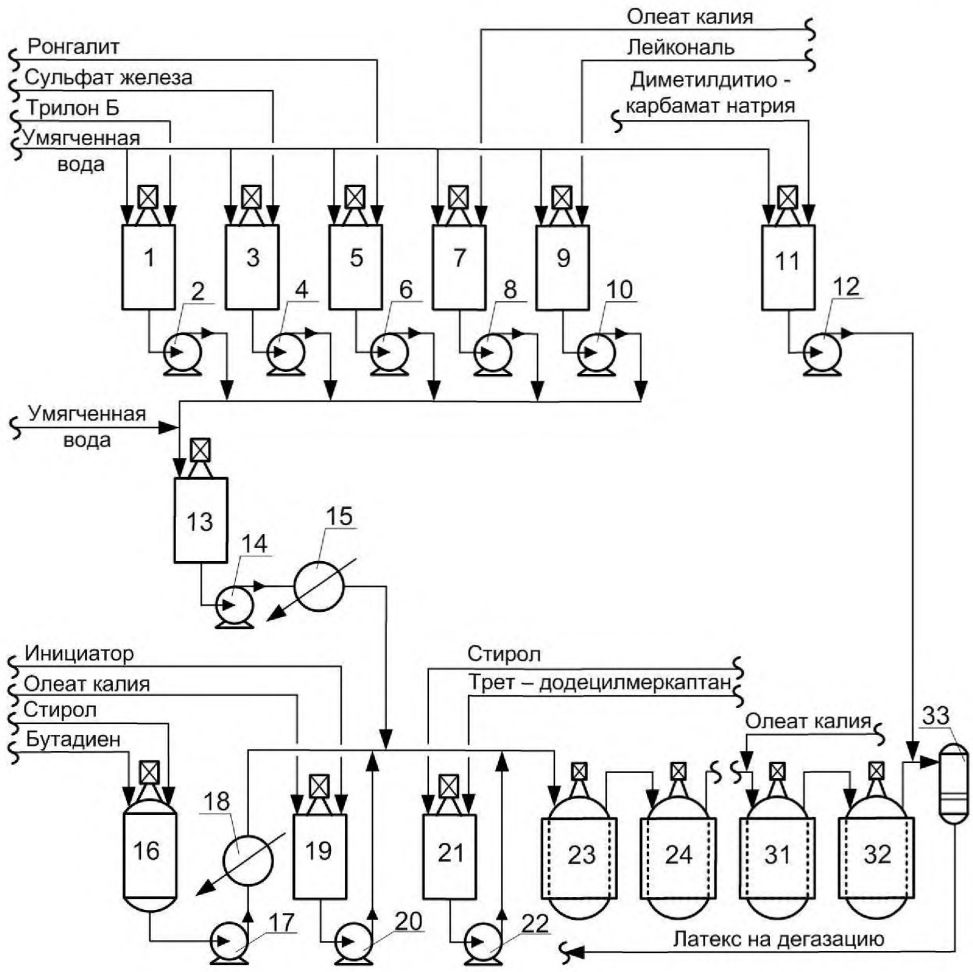 Олеат калия
Ронгалит
Лейкональ
Сульфат железа
Диметилдитио -
карбамат натрия
Трилон Б
Умягченная
вода
1
3
5
7
9
11
2
4
6
8
10
12
Умягченная
вода
13
14
15
Инициатор
Стирол
Олеат калия
Трет – додецилмеркаптан
Стирол
Олеат калия
33
Бутадиен
18
16
19
21
23
24
31
32
17
20
22
Латекс на дегазацию